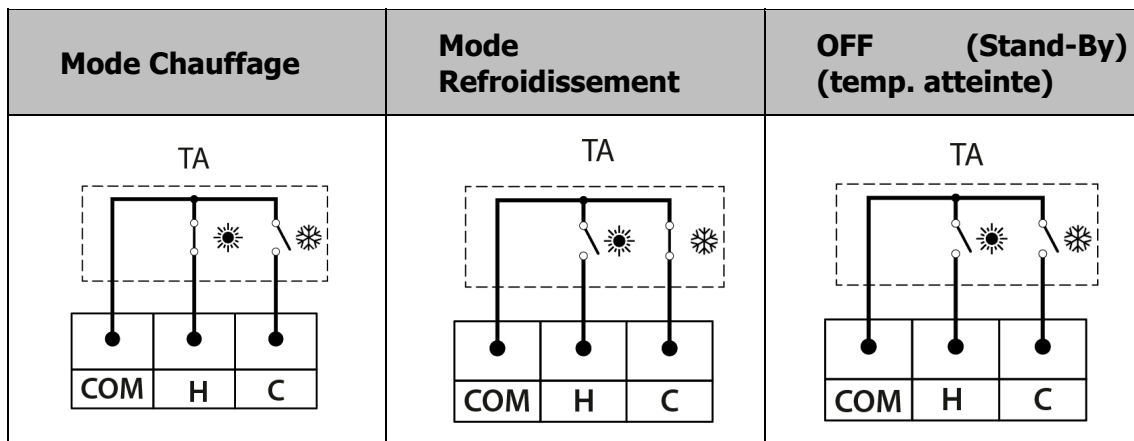 Mode Chauffage
Mode
Refroidissement
OFF (Stand-By)
(temp. atteinte)
TA
COM H C
TA
COM H C
TA
COM H C